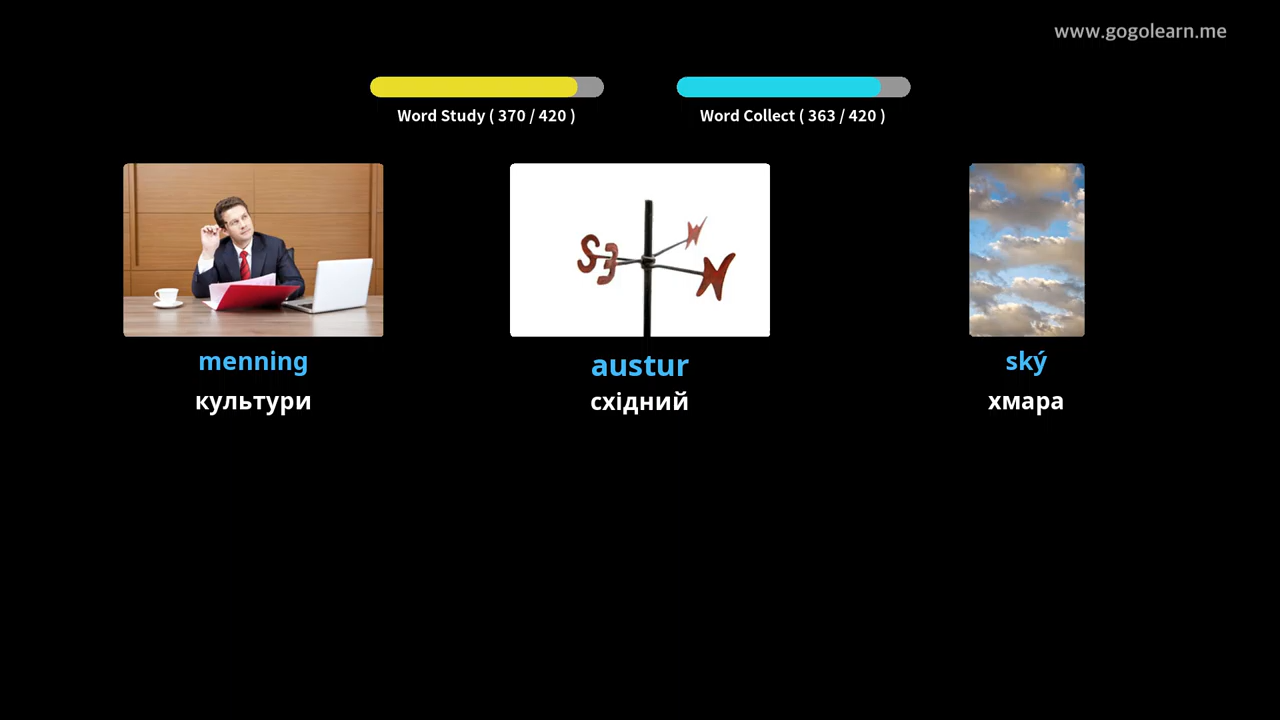 www.gogolearn.me
Word Study ( 370 / 420 )
Word Collect ( 363 / 420 )
S E N W
menning
austur
ský
культури
східний
хмара